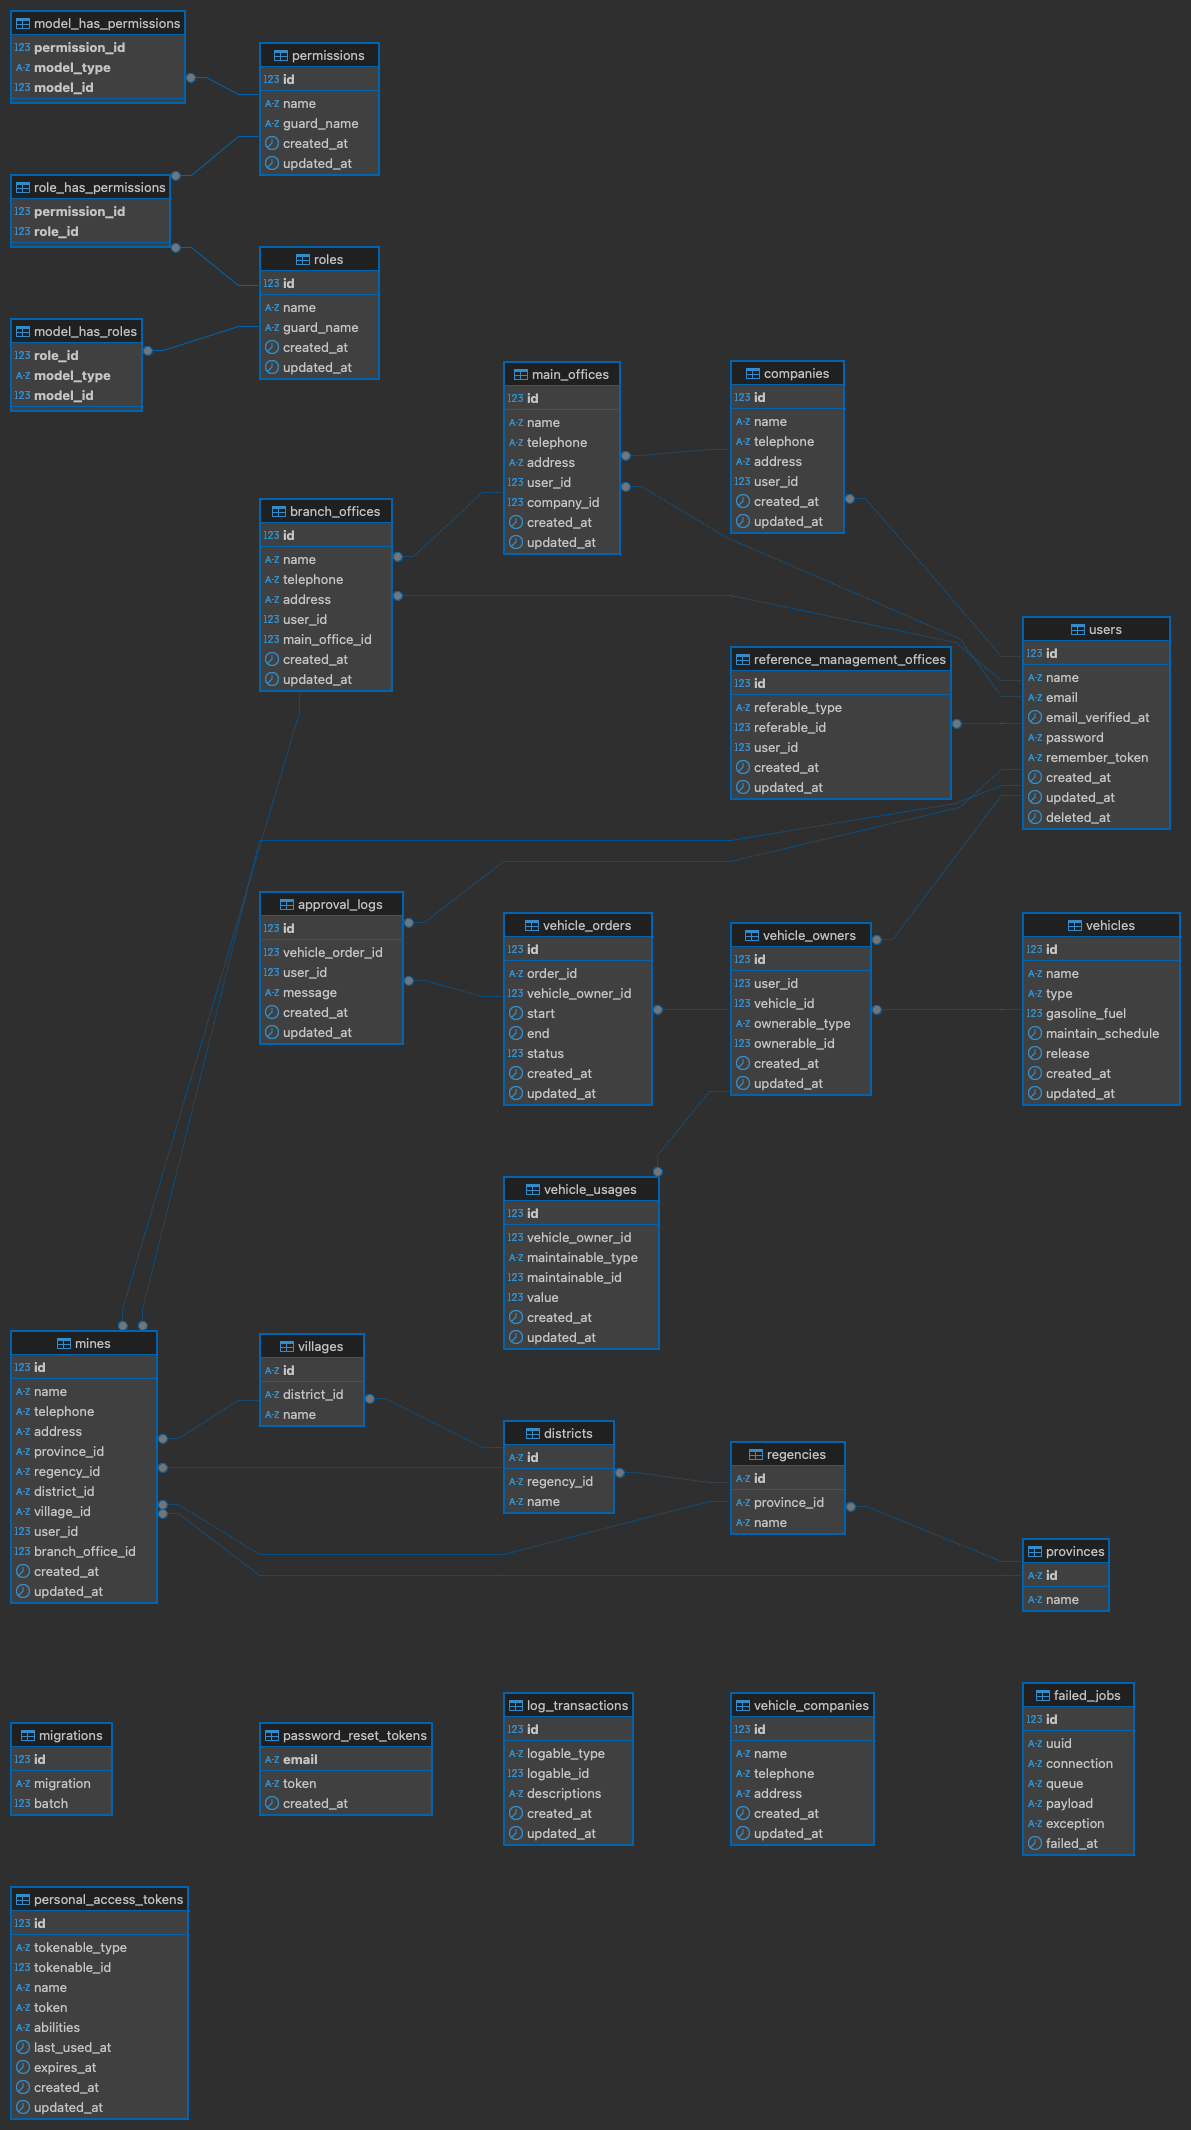 model_has_permissions
123 permission_id
A-Z model_type
123 model_id
permissions
123 id
A-Z name
A-Z guard_name
created_at
updated_at
role_has_permissions
123 permission_id
123 role_id
roles
123 id
A-Z name
A-Z guard_name
created_at
updated_at
model_has_roles
123 role_id
A-Z model_type
123 model_id
main_offices
123 id
A-Z name
A-Z telephone
A-Z address
123 user_id
123 company_id
created_at
updated_at
companies
123 id
A-Z name
A-Z telephone
A-Z address
123 user_id
created_at
updated_at
branch_offices
123 id
A-Z name
A-Z telephone
A-Z address
123 user_id
123 main_office_id
created_at
updated_at
reference_management_offices
123 id
A-Z referable_type
123 referable_id
123 user_id
created_at
updated_at
users
123 id
A-Z name
A-Z email
email_verified_at
A-Z password
A-Z remember_token
created_at
updated_at
deleted_at
approval_logs
123 id
123 vehicle_order_id
123 user_id
A-Z message
created_at
updated_at
vehicle_orders
123 id
A-Z order_id
123 vehicle_owner_id
start
end
123 status
created_at
updated_at
vehicle_owners
123 id
123 user_id
123 vehicle_id
A-Z ownerable_type
123 ownerable_id
created_at
updated_at
vehicles
123 id
A-Z name
A-Z type
123 gasoline_fuel
maintain_schedule
release
created_at
updated_at
vehicle_usages
123 id
123 vehicle_owner_id
A-Z maintainable_type
123 maintainable_id
123 value
created_at
updated_at
mines
123 id
A-Z name
A-Z telephone
A-Z address
A-Z province_id
A-Z regency_id
A-Z district_id
A-Z village_id
123 user_id
123 branch_office_id
created_at
updated_at
villages
A-Z id
A-Z district_id
A-Z name
districts
A-Z id
A-Z regency_id
A-Z name
regencies
A-Z id
A-Z province_id
A-Z name
provinces
A-Z id
A-Z name
migrations
123 id
A-Z migration
123 batch
password_reset_tokens
A-Z email
A-Z token
created_at
log_transactions
123 id
A-Z logable_type
123 logable_id
A-Z descriptions
created_at
updated_at
vehicle_companies
123 id
A-Z name
A-Z telephone
A-Z address
created_at
updated_at
failed_jobs
123 id
A-Z uuid
A-Z connection
A-Z queue
A-Z payload
A-Z exception
failed_at
personal_access_tokens
123 id
A-Z tokenable_type
123 tokenable_id
A-Z name
A-Z token
A-Z abilities
last_used_at
expires_at
created_at
updated_at